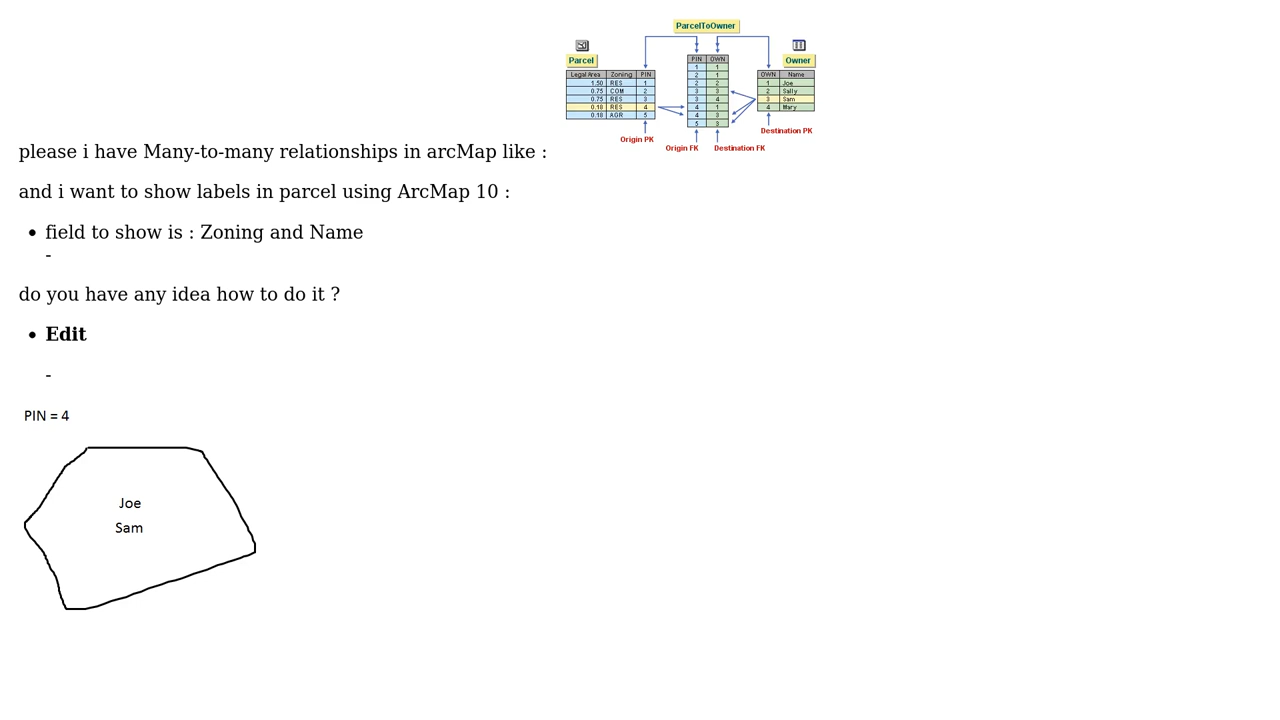 ParcelToOwner
Parcel
Owner
Legal Area Zoning PIN
1.50 RES 1
0.75 COM 2
0.75 RES 3
0.18 RES 4
0.18 AGR 5
PIN OWN
1 1
2 1
2 2
3 3
3 4
4 1
4 3
5 3
OWN Name
1 Joe
2 Sally
3 Sam
4 Mary
Origin PK
Origin FK
Destination FK
Destination PK
please i have Many-to-many relationships in arcMap like :
and i want to show labels in parcel using ArcMap 10 :
• field to show is : Zoning and Name
-
do you have any idea how to do it ?
• Edit
-
PIN = 4
Joe
Sam